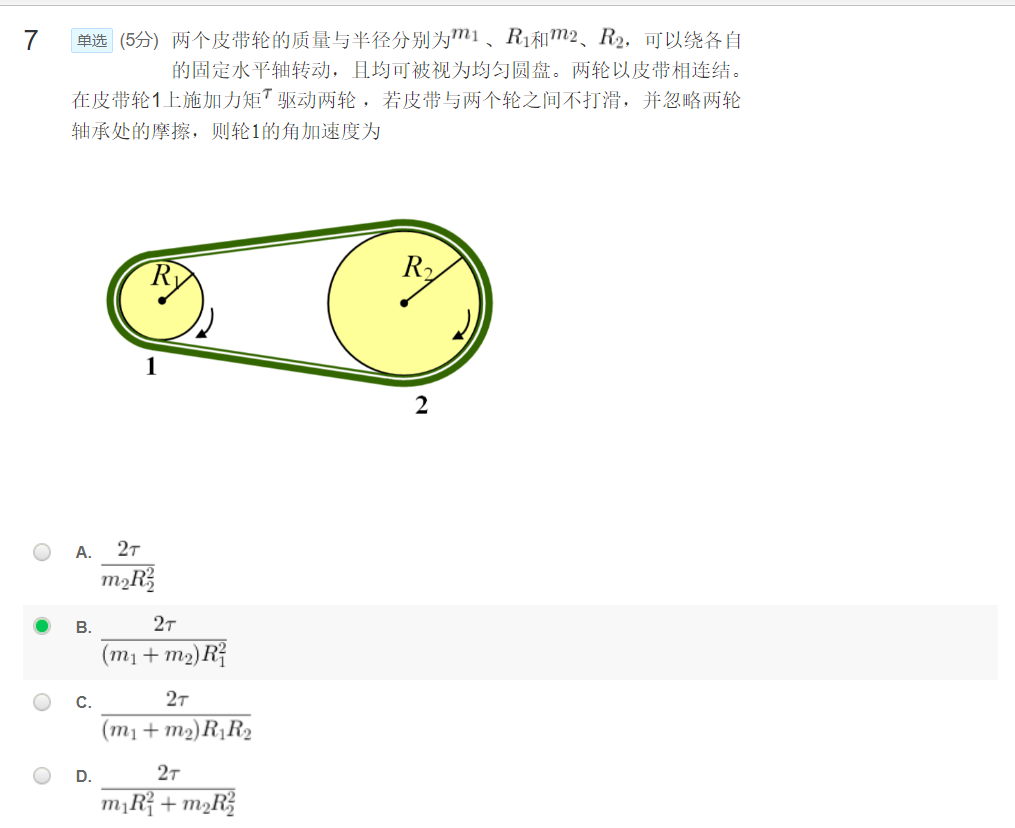 7 单选 (5分) 两个皮带轮的质量与半径分别为m₁ 、R₁和m₂、R₂，可以绕各自
的固定水平轴转动，且均可被视为均匀圆盘。两轮以皮带相连结。
在皮带轮1上施加力矩τ 驱动两轮 ，若皮带与两个轮之间不打滑，并忽略两轮
轴承处的摩擦，则轮1的角加速度为
R₁
R₂
1
2
A. 2τ / m₂R₂²
B. 2τ / (m₁ + m₂)R₁²
C. 2τ / (m₁ + m₂)R₁R₂
D. 2τ / m₁R₁² + m₂R₂²